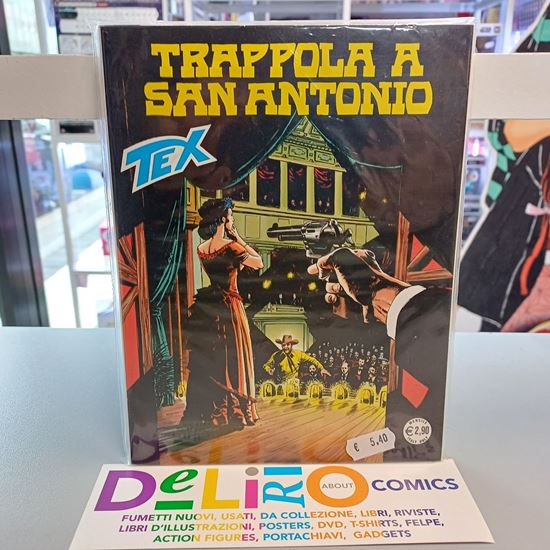 TRAPPOLA A
SAN ANTONIO
TEX
MENSILE
€ 2,90
€ 5,40
DeLiRiO
ABOUT
COMICS
FUMETTI NUOVI, USATI, DA COLLEZIONE, LIBRI, RIVISTE,
LIBRI D'ILLUSTRAZIONI, POSTERS, DVD, T-SHIRTS, FELPE,
ACTION FIGURES, PORTACHIAVI, GADGETS